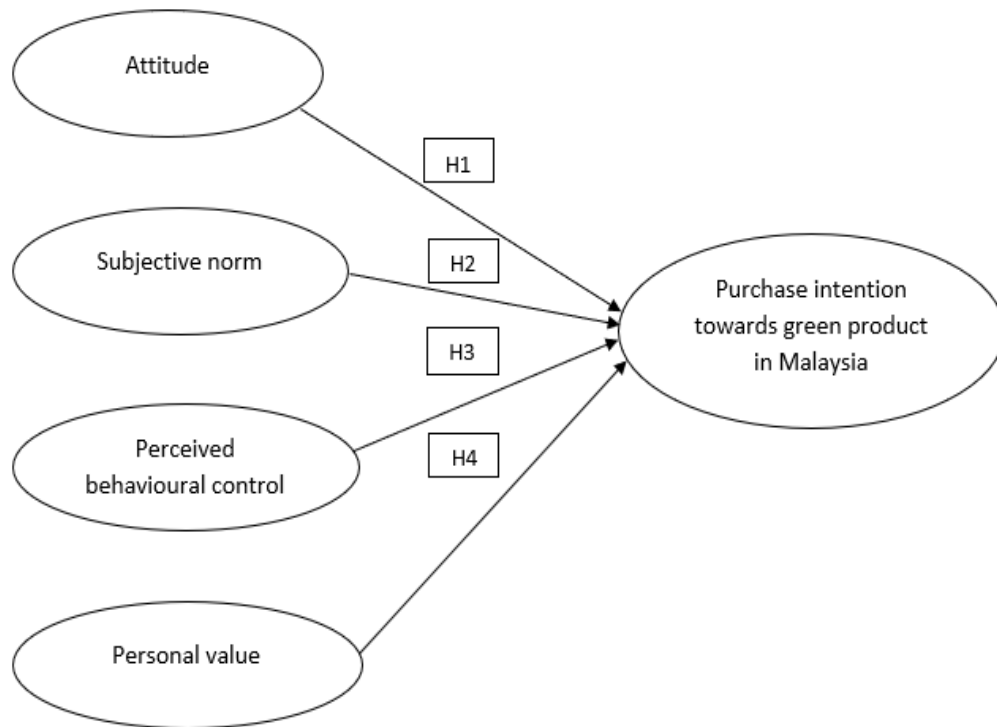 Attitude
H1
Subjective norm
H2
Purchase intention
towards green product
in Malaysia
H3
Perceived
behavioural control
H4
Personal value